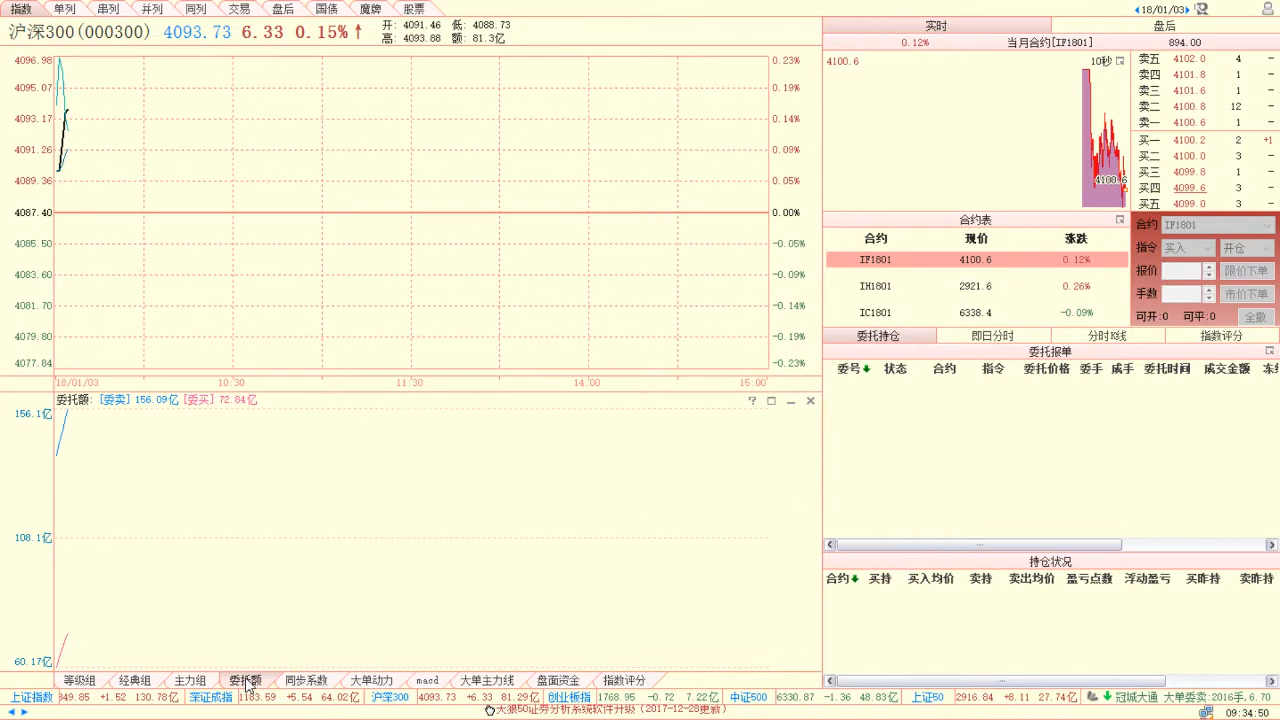 指数 单列 串列 并列 同列 交易 盘后 国债 魔牌 股票 18/01/03
沪深300(000300) 4093.73 6.33 0.15%↑ 开: 4091.46 低: 4088.73
高: 4093.88 额: 81.3亿
实时 盘后
0.12% 当月合约[IF1801] 894.00
4096.98 0.23%
4095.07 0.19%
4093.17 0.14%
4091.26 0.09%
4089.36 0.05%
4087.40 0.00%
4085.50 -0.05%
4083.60 -0.09%
4081.70 -0.14%
4079.80 -0.19%
4077.84 -0.23%
18/01/03 10:30 11:30 14:00 15:00
4100.6 10秒
4100.6
卖五 4102.0 4 -
卖四 4101.8 1 -
卖三 4101.6 1 -
卖二 4100.8 12 -
卖一 4100.6 1 -
买一 4100.2 2 +1
买二 4100.0 3 -
买三 4099.8 1 -
买四 4099.6 3 -
买五 4099.0 3 -
合约表
合约 现价 涨跌
IF1801 4100.6 0.12%
IH1801 2921.6 0.26%
IC1801 6338.4 -0.09%
合约 IF1801
指令 买入 开仓
报价 限价下单
手数 市价下单
可开:0 可平:0 全撤
委托持仓 即日分时 分时K线 指数评分
委托报单
委号 状态 合约 指令 委托价格 委手 成手 委托时间 成交金额
委托额: [委卖] 156.09亿 [委买] 72.84亿
156.1亿
108.1亿
60.17亿
持仓状况
合约 买持 买入均价 卖持 卖出均价 盈亏点数 浮动盈亏 买昨持 卖昨持
等级组 经典组 主力组 委托额 同步系数 大单动力 macd 大单主力线 盘面资金 指数评分
上证指数 +1.52 130.78亿 深证成指 +5.54 64.02亿 沪深300 4093.73 +6.33 81.29亿 创业板指 1768.95 -0.72 7.22亿 中证500 6330.87 -1.36 48.83亿 上证50 2916.84 +8.11 27.74亿 冠城大通 大单委卖:2016手, 6.70
大狼50证券分析系统软件升级 (2017-12-28更新) 09:34:50